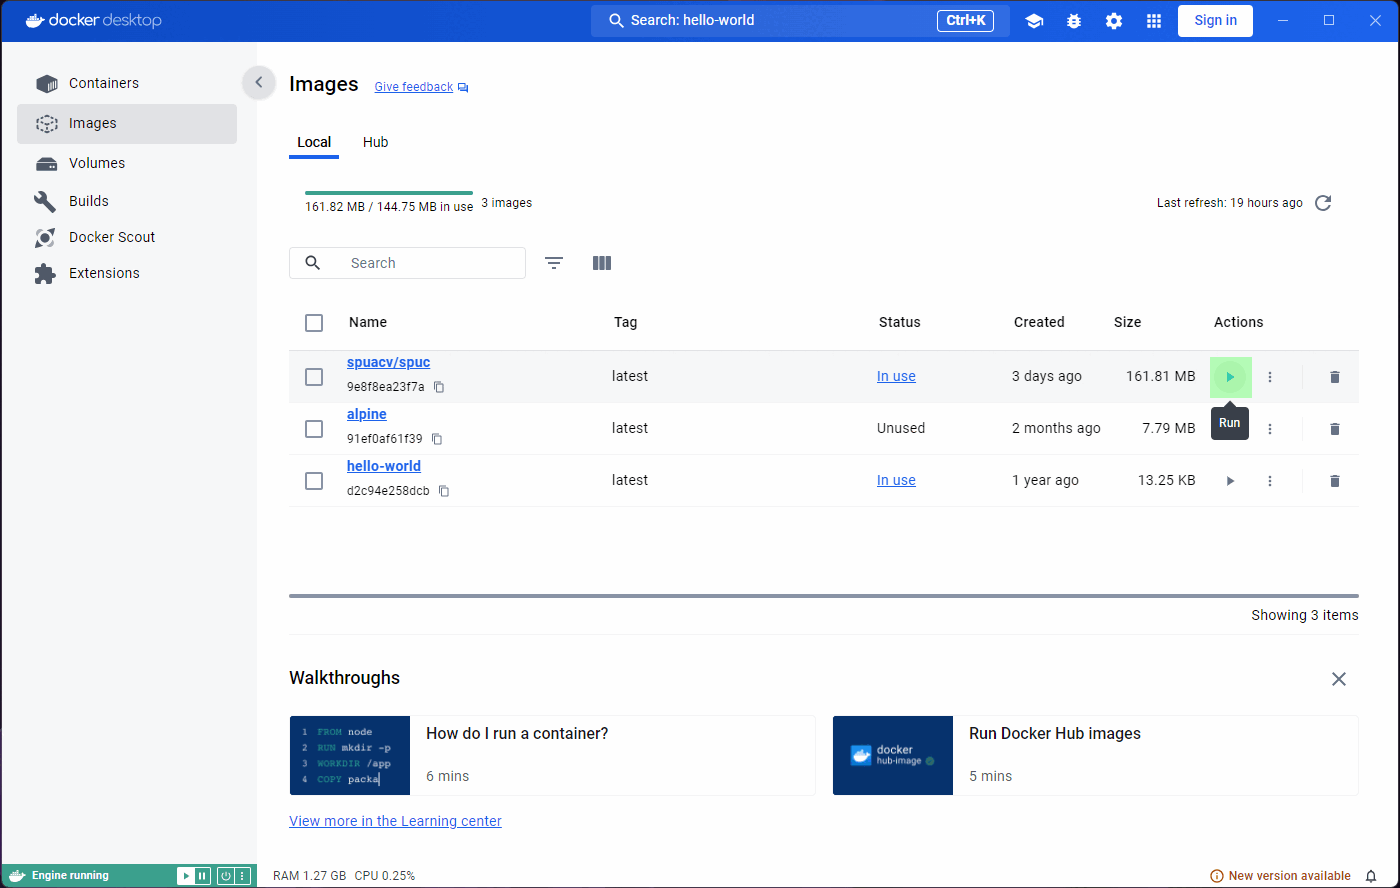 docker desktop
Search: hello-world
Ctrl+K
Sign in
Containers
Images
Volumes
Builds
Docker Scout
Extensions
Images
Give feedback
Local
Hub
161.82 MB / 144.75 MB in use
3 images
Last refresh: 19 hours ago
Search
Name
Tag
Status
Created
Size
Actions
spuacv/spuc
9e8f8ea23f7a
latest
In use
3 days ago
161.81 MB
alpine
91ef0af61f39
latest
Unused
2 months ago
7.79 MB
Run
hello-world
d2c94e258dcb
latest
In use
1 year ago
13.25 KB
Showing 3 items
Walkthroughs
1 FROM node
2 RUN mkdir -p
3 WORKDIR /app
4 COPY packa
How do I run a container?
6 mins
docker
hub-image
Run Docker Hub images
5 mins
View more in the Learning center
Engine running
RAM 1.27 GB CPU 0.25%
New version available